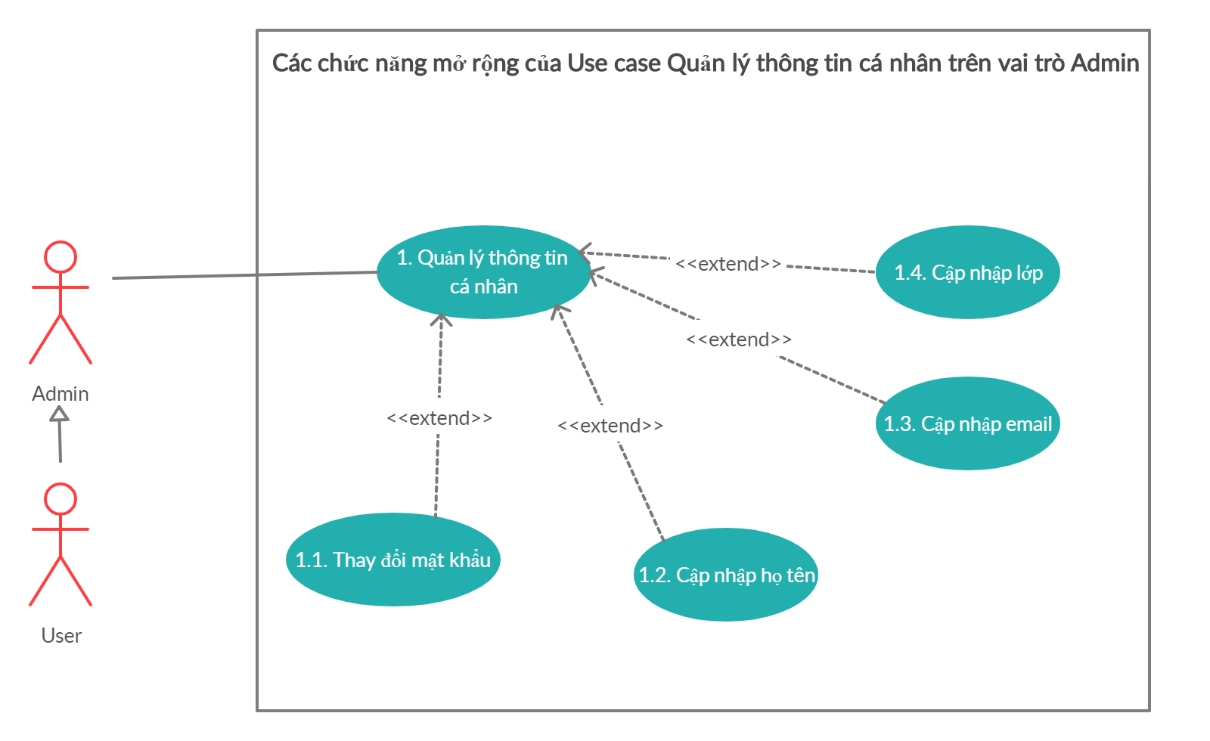 Các chức năng mở rộng của Use case Quản lý thông tin cá nhân trên vai trò Admin
1. Quản lý thông tin
cá nhân
<<extend>>
1.4. Cập nhập lớp
<<extend>>
Admin
<<extend>>
<<extend>>
1.3. Cập nhập email
1.1. Thay đổi mật khẩu
1.2. Cập nhập họ tên
User